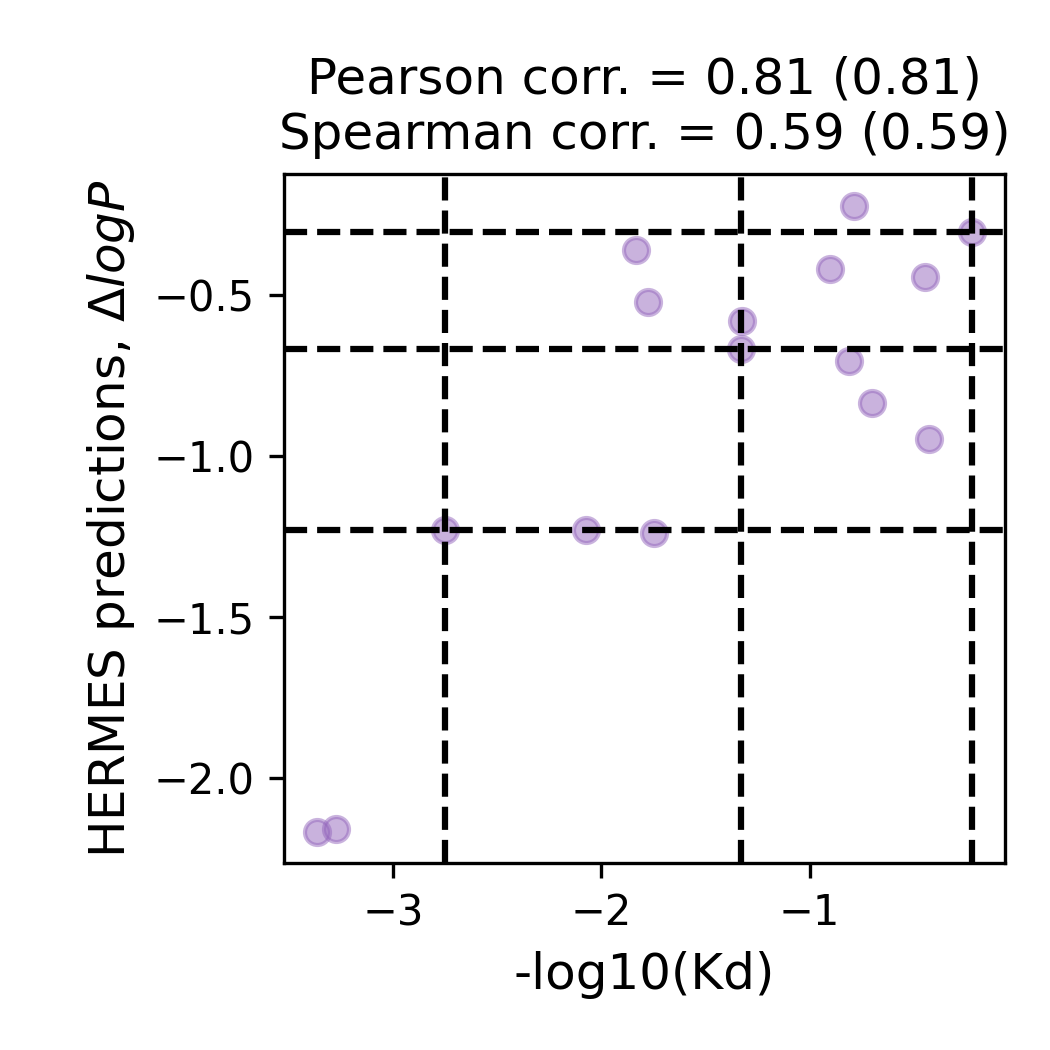 Pearson corr. = 0.81 (0.81)
Spearman corr. = 0.59 (0.59)
HERMES predictions, ΔlogP
−0.5
−1.0
−1.5
−2.0
−3
−2
−1
-log10(Kd)